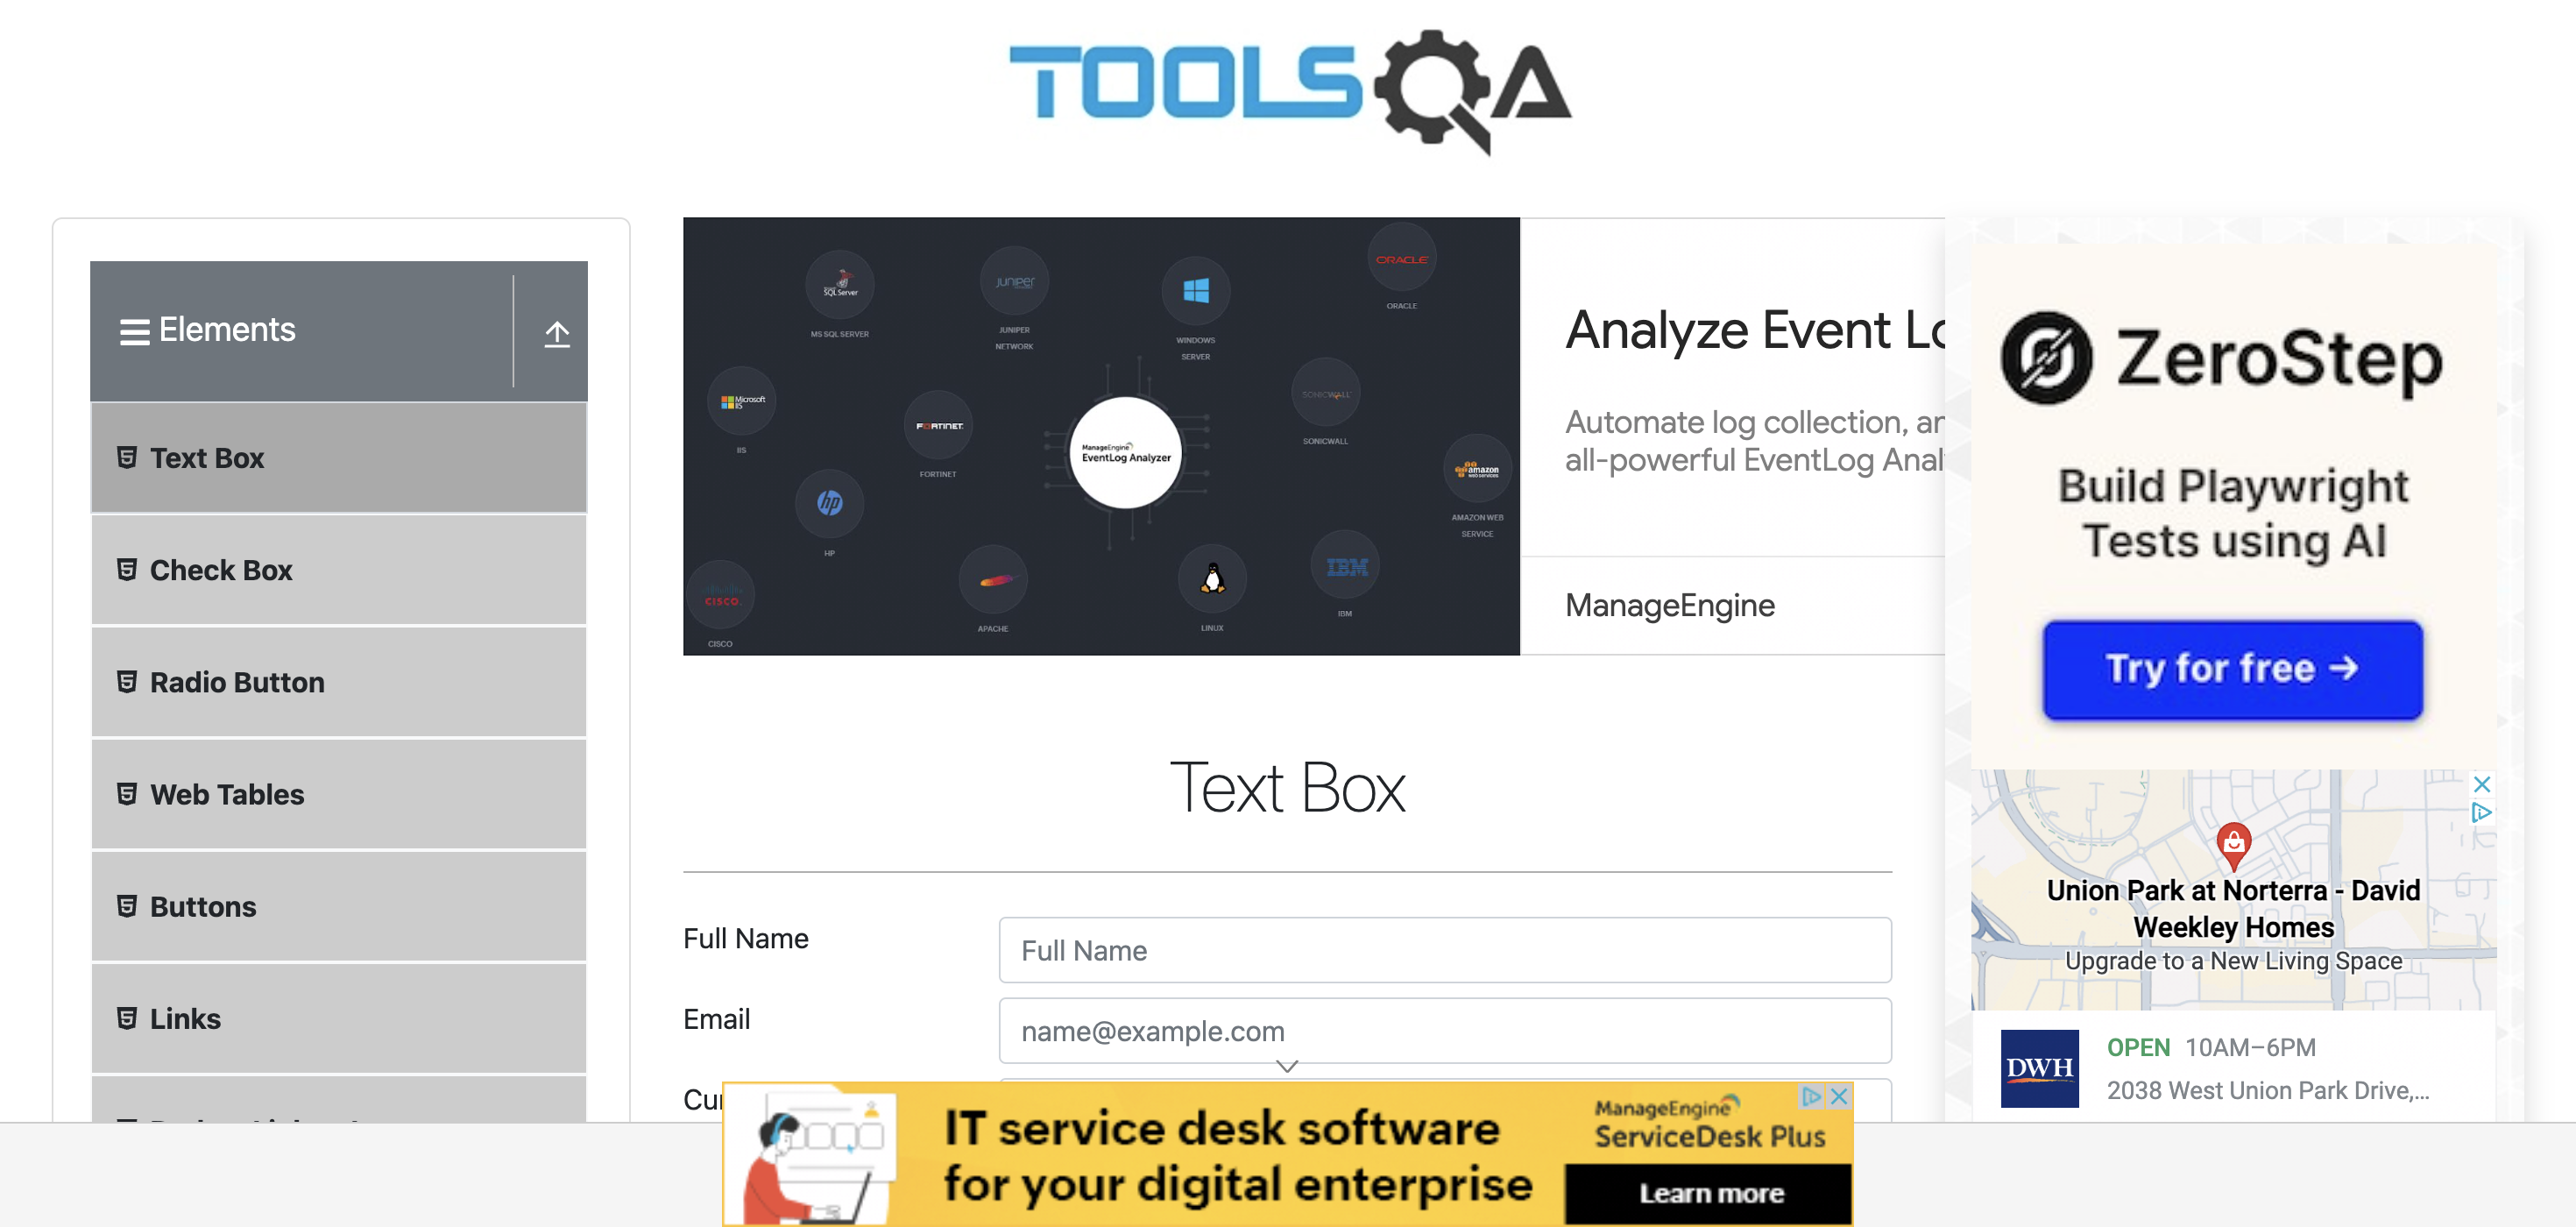 TOOLSQA
Elements
Text Box
Check Box
Radio Button
Web Tables
Buttons
Links
SQL Server
MS SQL SERVER
JUNIPER
JUNIPER
NETWORK
WINDOWS
SERVER
ORACLE
ORACLE
Microsoft
IIS
IIS
FORTINET
FORTINET
ManageEngine
EventLog Analyzer
SONICWALL
SONICWALL
amazon
web services
AMAZON WEB
SERVICE
hp
HP
CISCO
CISCO
APACHE
LINUX
IBM
IBM
Analyze Event Lo
Automate log collection, an
all-powerful EventLog Anal
ManageEngine
ZeroStep
Build Playwright
Tests using AI
Try for free →
Union Park at Norterra - David
Weekley Homes
Upgrade to a New Living Space
DWH
OPEN 10AM–6PM
2038 West Union Park Drive,...
Text Box
Full Name
Full Name
Email
name@example.com
Cur
IT service desk software
for your digital enterprise
ManageEngine
ServiceDesk Plus
Learn more